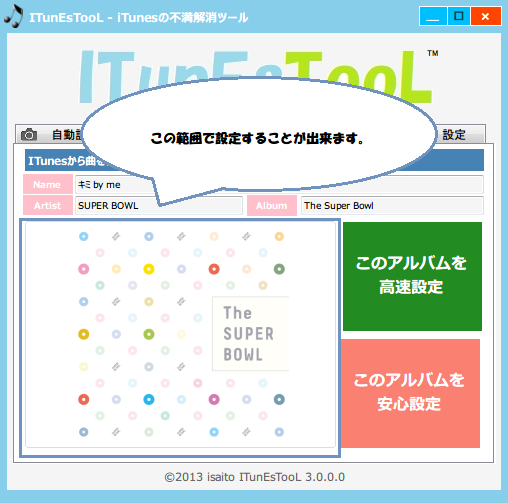 ITunEsTooL - iTunesの不満解消ツール
ITunEsTooL™
この範囲で設定することが出来ます。
自動
設定
ITunesから曲を
Name
キミ by me
Artist
SUPER BOWL
Album
The Super Bowl
The
SUPER
BOWL
このアルバムを
高速設定
このアルバムを
安心設定
©2013 isaito ITunEsTooL 3.0.0.0